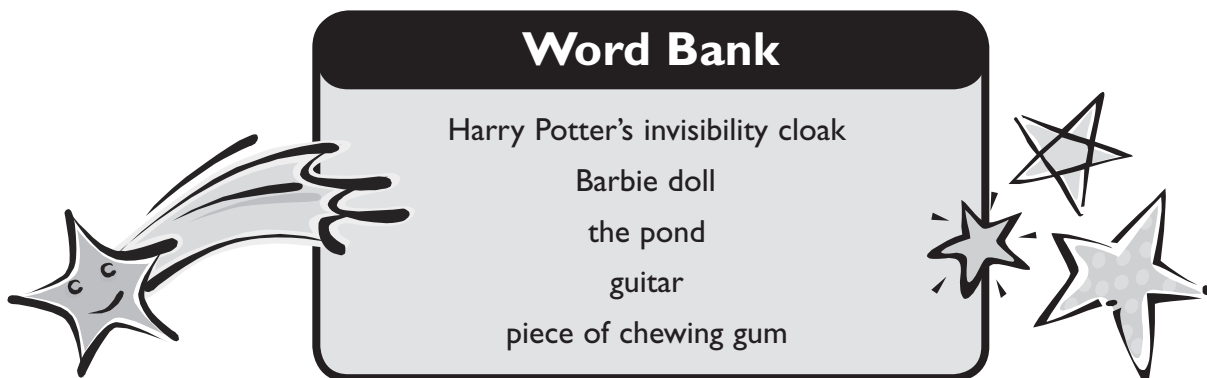 Word Bank
Harry Potter’s invisibility cloak
Barbie doll
the pond
guitar
piece of chewing gum